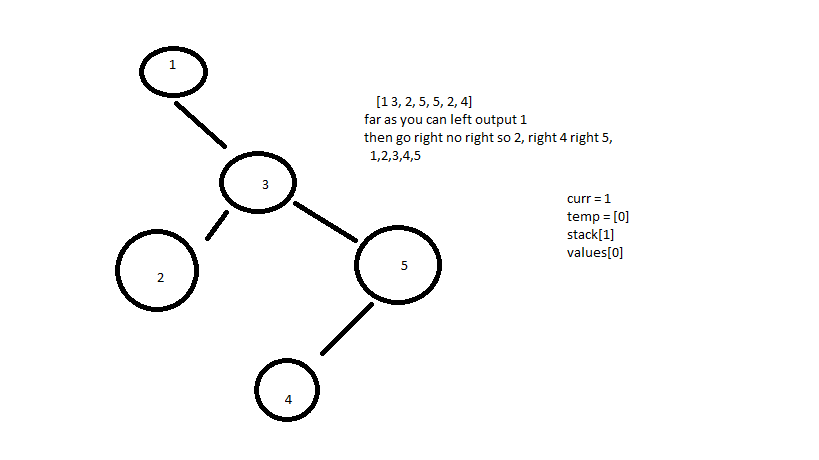 1
[1 3, 2, 5, 5, 2, 4]
far as you can left output 1
then go right no right so 2, right 4 right 5,
1,2,3,4,5
3
curr = 1
temp = [0]
stack[1]
values[0]
2
5
4